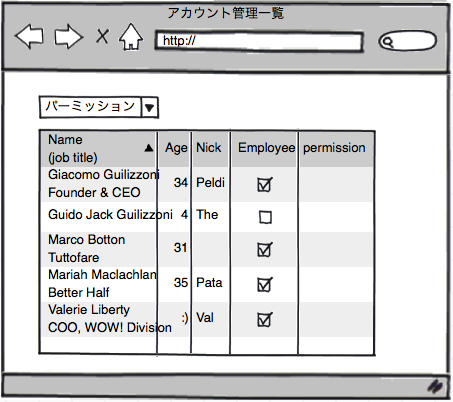 アカウント管理一覧
http://
パーミッション
Name
(job title)
Age
Nick
Employee
permission
Giacomo Guilizzoni
Founder & CEO
34
Peldi
Guido Jack Guilizzoni
4
The
Marco Botton
Tuttofare
31
Mariah Maclachlan
Better Half
35
Pata
Valerie Liberty
COO, WOW! Division
:)
Val